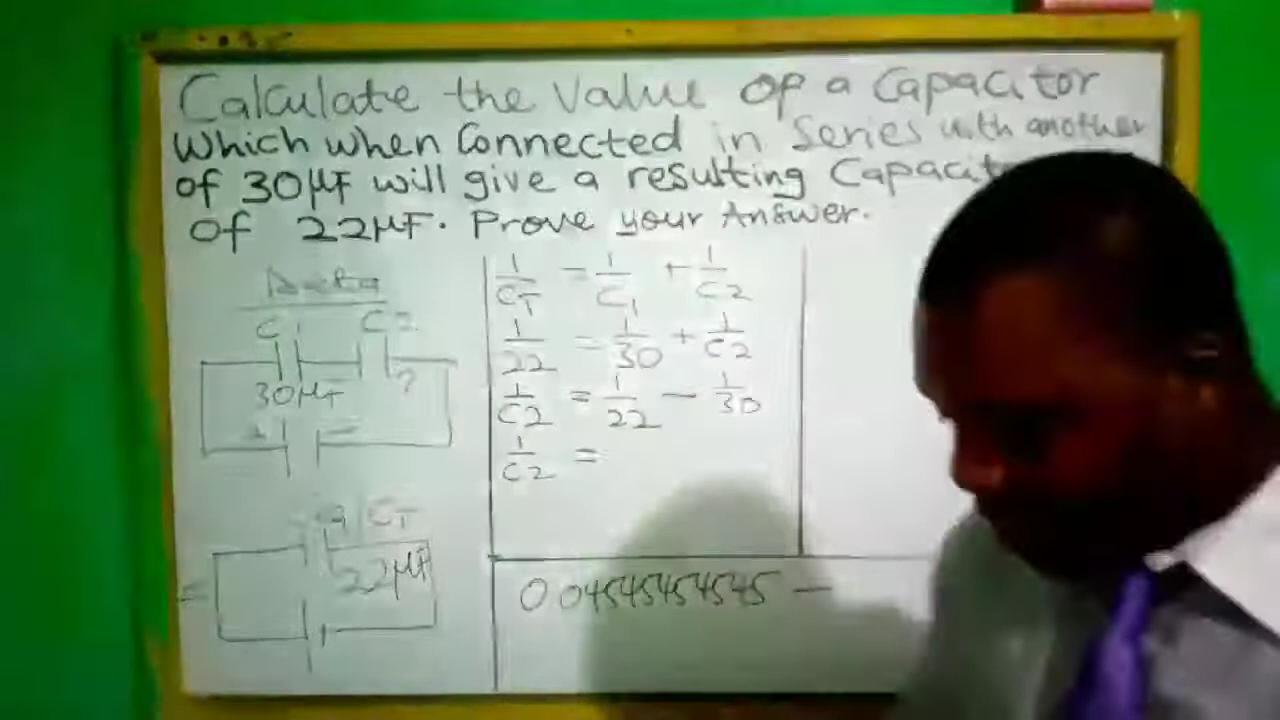 Calculate the Value of a Capacitor
Which when Connected in Series with another
of 30μF will give a resulting
of 22μF. Prove your Answer.
Data
C1 C2
30μF ?
+ -
CT
22μF
=
1/CT = 1/C1 + 1/C2
1/22 = 1/30 + 1/C2
1/C2 = 1/22 - 1/30
1/C2 =
0.04545454545 -